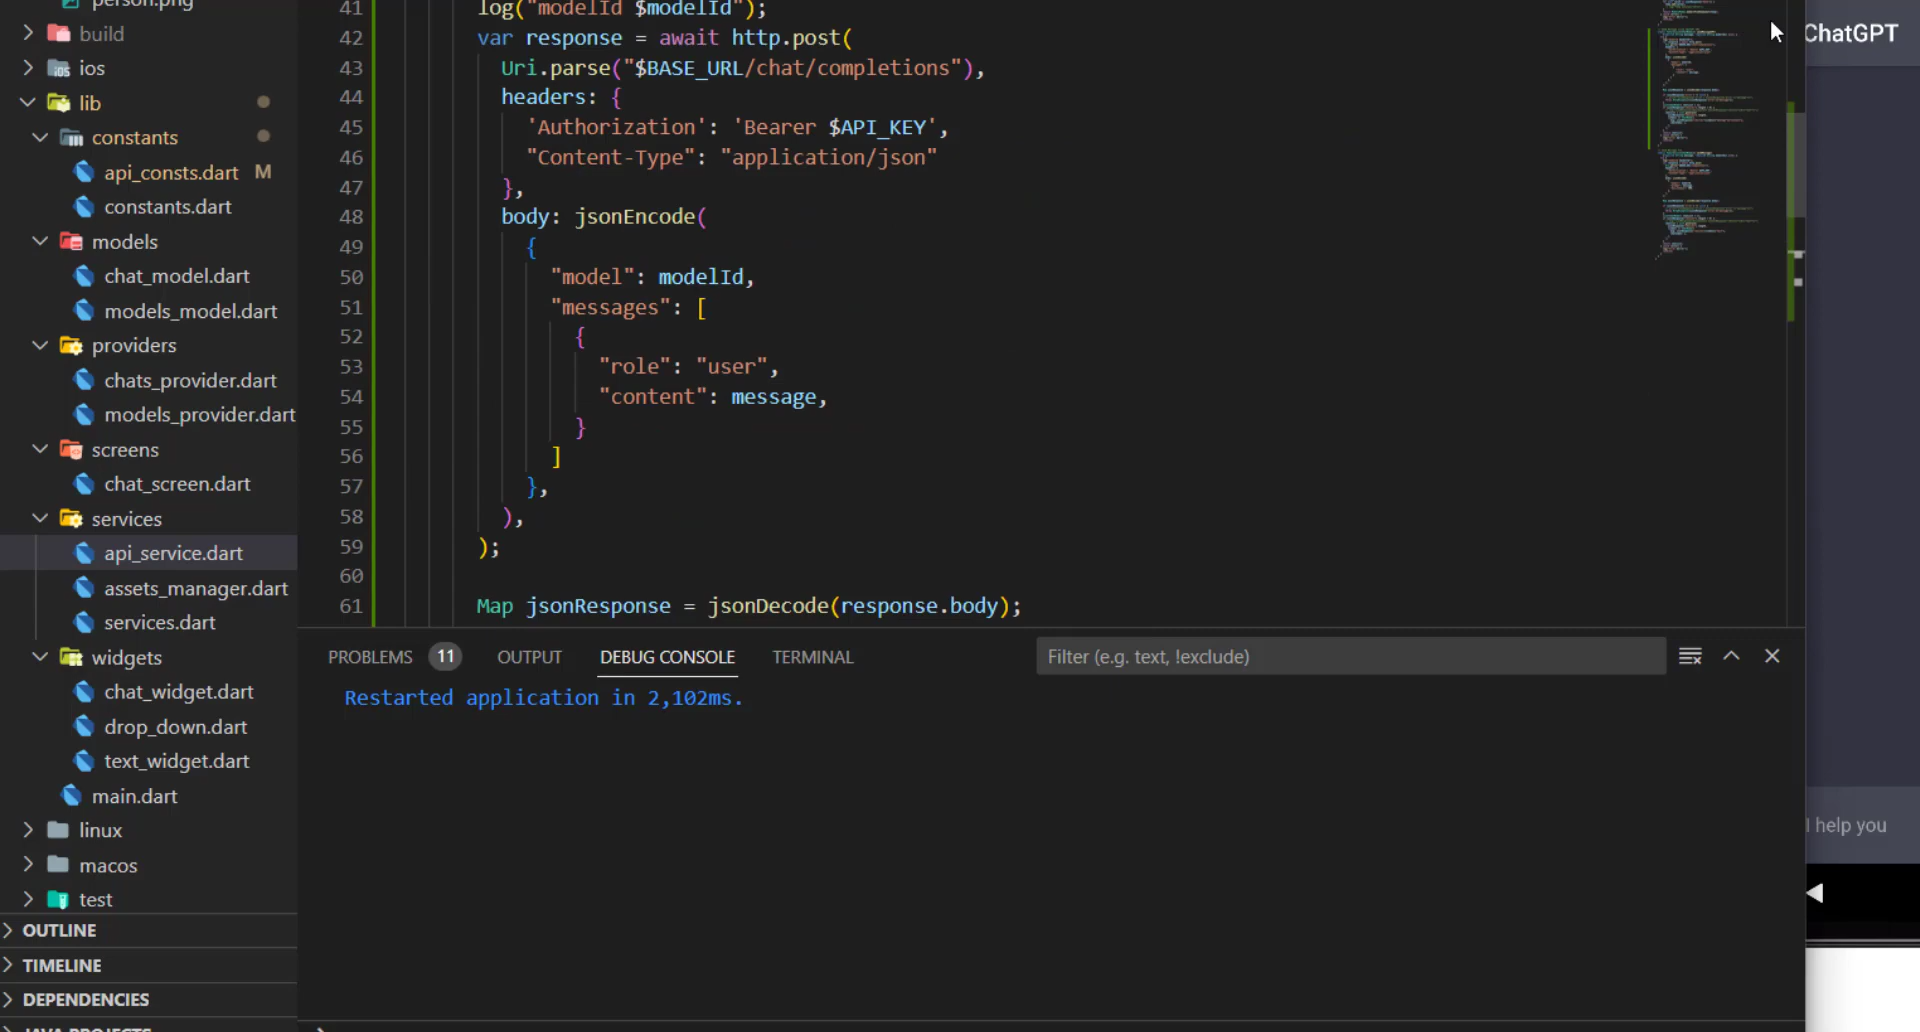 person.png
build
ios
lib
constants
api_consts.dart M
constants.dart
models
chat_model.dart
models_model.dart
providers
chats_provider.dart
models_provider.dart
screens
chat_screen.dart
services
api_service.dart
assets_manager.dart
services.dart
widgets
chat_widget.dart
drop_down.dart
text_widget.dart
main.dart
linux
macos
test
OUTLINE
TIMELINE
DEPENDENCIES
JAVA PROJECTS
41 log("modelId $modelId");
42 var response = await http.post(
43 Uri.parse("$BASE_URL/chat/completions"),
44 headers: {
45 'Authorization': 'Bearer $API_KEY',
46 "Content-Type": "application/json"
47 },
48 body: jsonEncode(
49 {
50 "model": modelId,
51 "messages": [
52 {
53 "role": "user",
54 "content": message,
55 }
56 ]
57 },
58 ),
59 );
60
61 Map jsonResponse = jsonDecode(response.body);
PROBLEMS 11 OUTPUT DEBUG CONSOLE TERMINAL Filter (e.g. text, !exclude)
Restarted application in 2,102ms.
ChatGPT
I help you